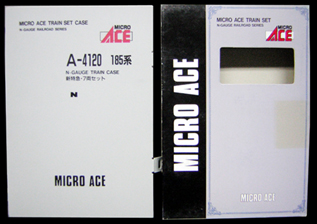 MICRO ACE TRAIN SET CASE
N-GAUGE RAILROAD SERIES
MICRO
ACE
A-4120 185系
N-GAUGE TRAIN CASE
新特急・7両セット
N
MICRO ACE
MICRO ACE
MICRO ACE TRAIN SET
N-GAUGE RAILROAD SERIES
MICRO
ACE
MICRO ACE